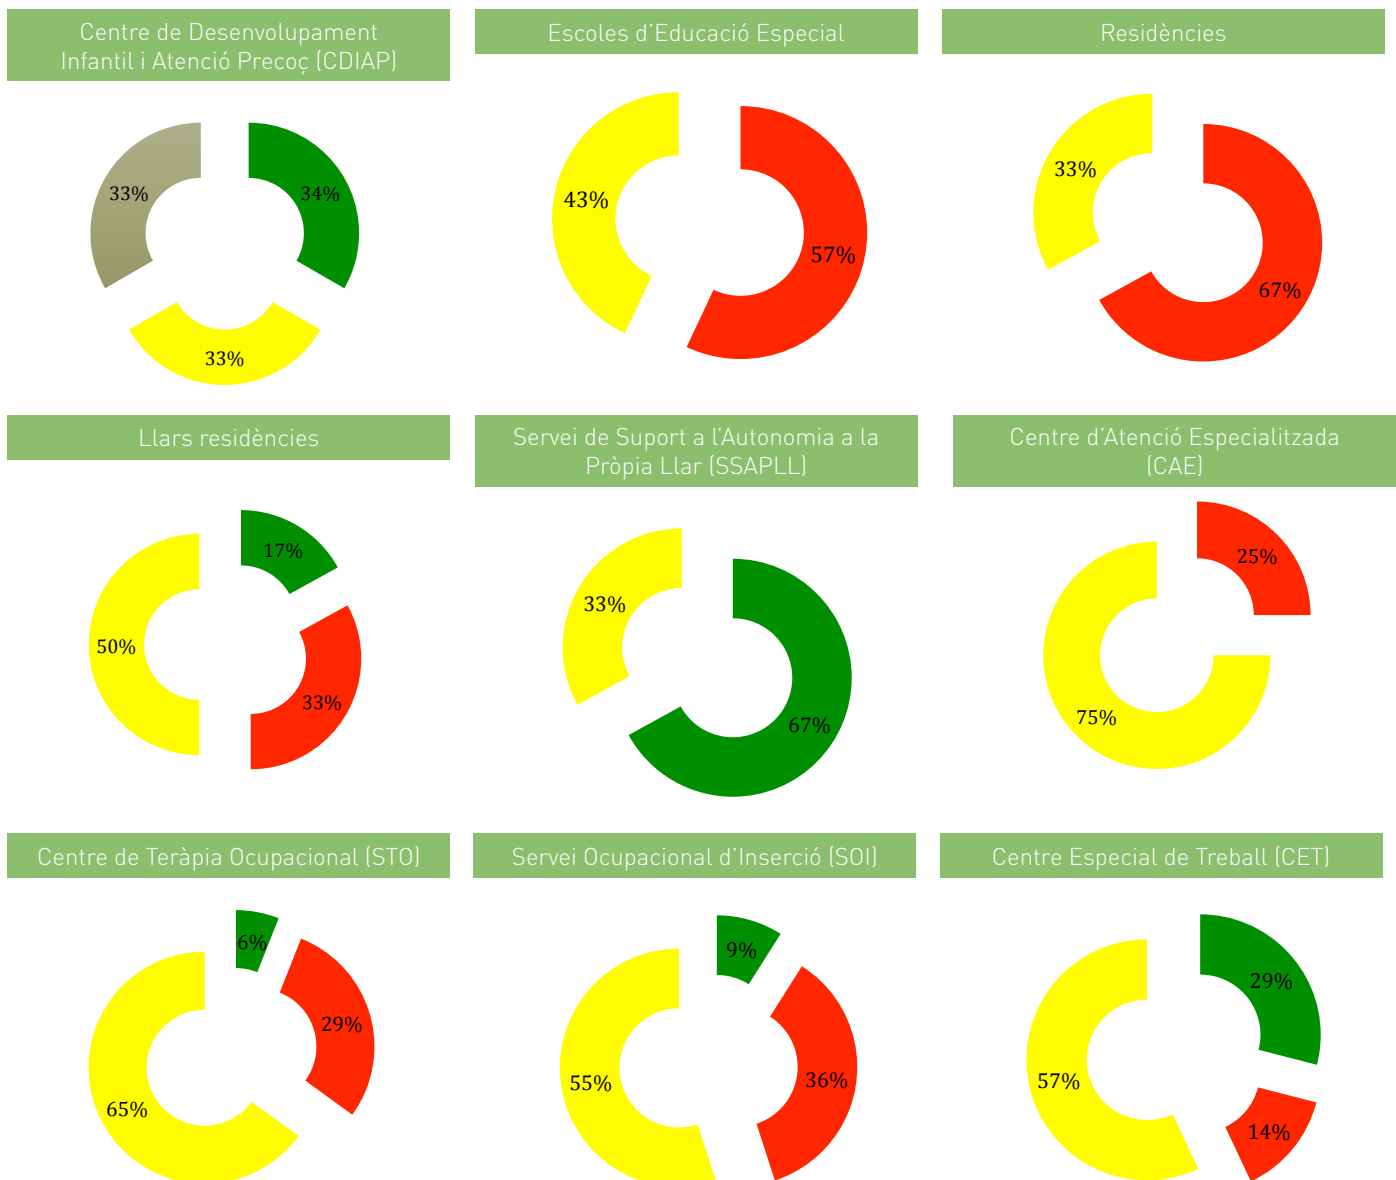 Centre de Desenvolupament
Infantil i Atenció Precoç (CDIAP)
Escoles d'Educació Especial
Residències
33%
34%
33%
43%
57%
33%
67%
Llars residències
Servei de Suport a l'Autonomia a la
Pròpia Llar (SSAPLL)
Centre d'Atenció Especialitzada
(CAE)
17%
50%
33%
33%
67%
25%
75%
Centre de Teràpia Ocupacional (STO)
Servei Ocupacional d'Inserció (SOI)
Centre Especial de Treball (CET)
6%
29%
65%
9%
55%
36%
29%
57%
14%